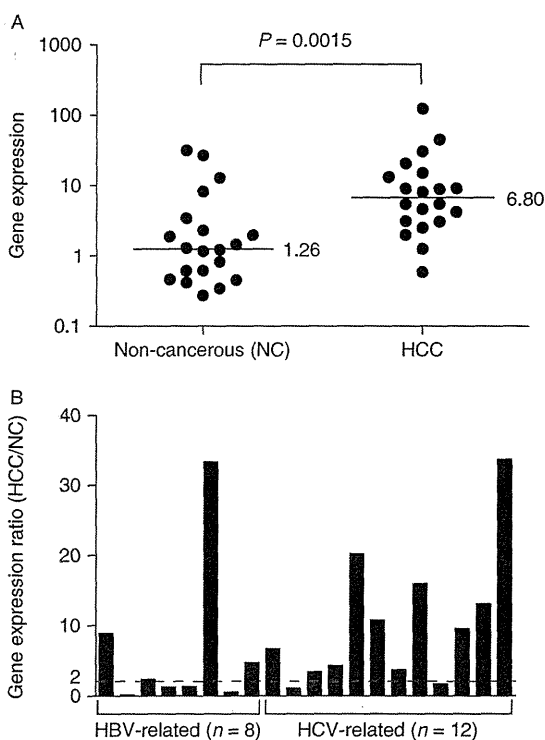 A
P = 0.0015
Gene expression
1000
100
10
1
0.1
1.26
6.80
Non-cancerous (NC)
HCC
B
Gene expression ratio (HCC/NC)
40
30
20
10
2
0
HBV-related (n = 8)
HCV-related (n = 12)